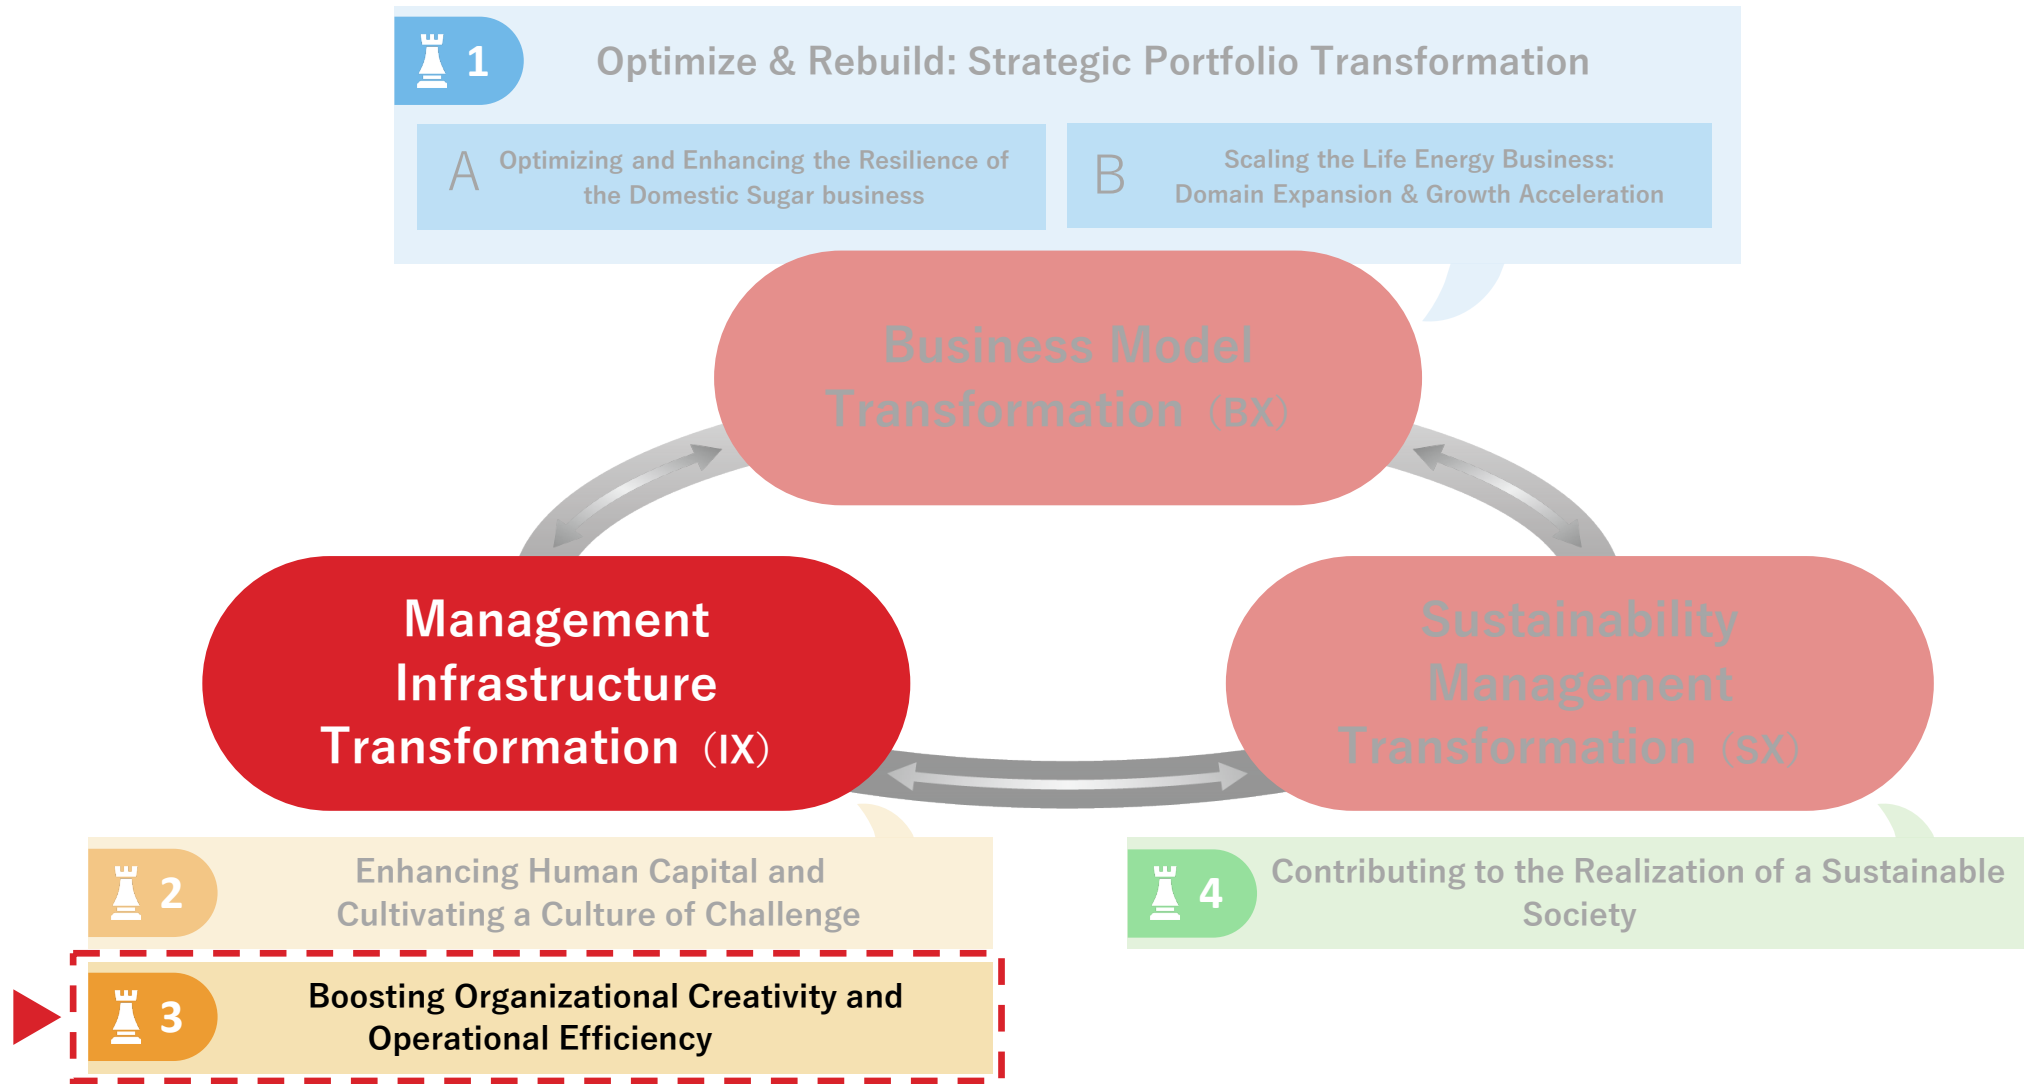 1
Optimize & Rebuild: Strategic Portfolio Transformation
A
Optimizing and Enhancing the Resilience of
the Domestic Sugar business
B
Scaling the Life Energy Business:
Domain Expansion & Growth Acceleration
Business Model
Transformation（BX）
Management
Infrastructure
Transformation（IX）
Sustainability
Management
Transformation（SX）
2
Enhancing Human Capital and
Cultivating a Culture of Challenge
3
Boosting Organizational Creativity and
Operational Efficiency
4
Contributing to the Realization of a Sustainable
Society